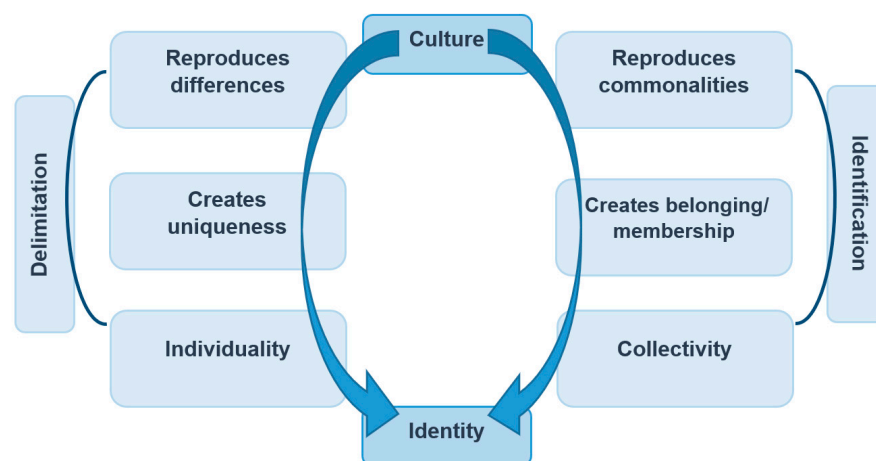 Culture
Reproduces
differences
Reproduces
commonalities
Delimitation
Identification
Creates
uniqueness
Creates belonging/
membership
Individuality
Collectivity
Identity